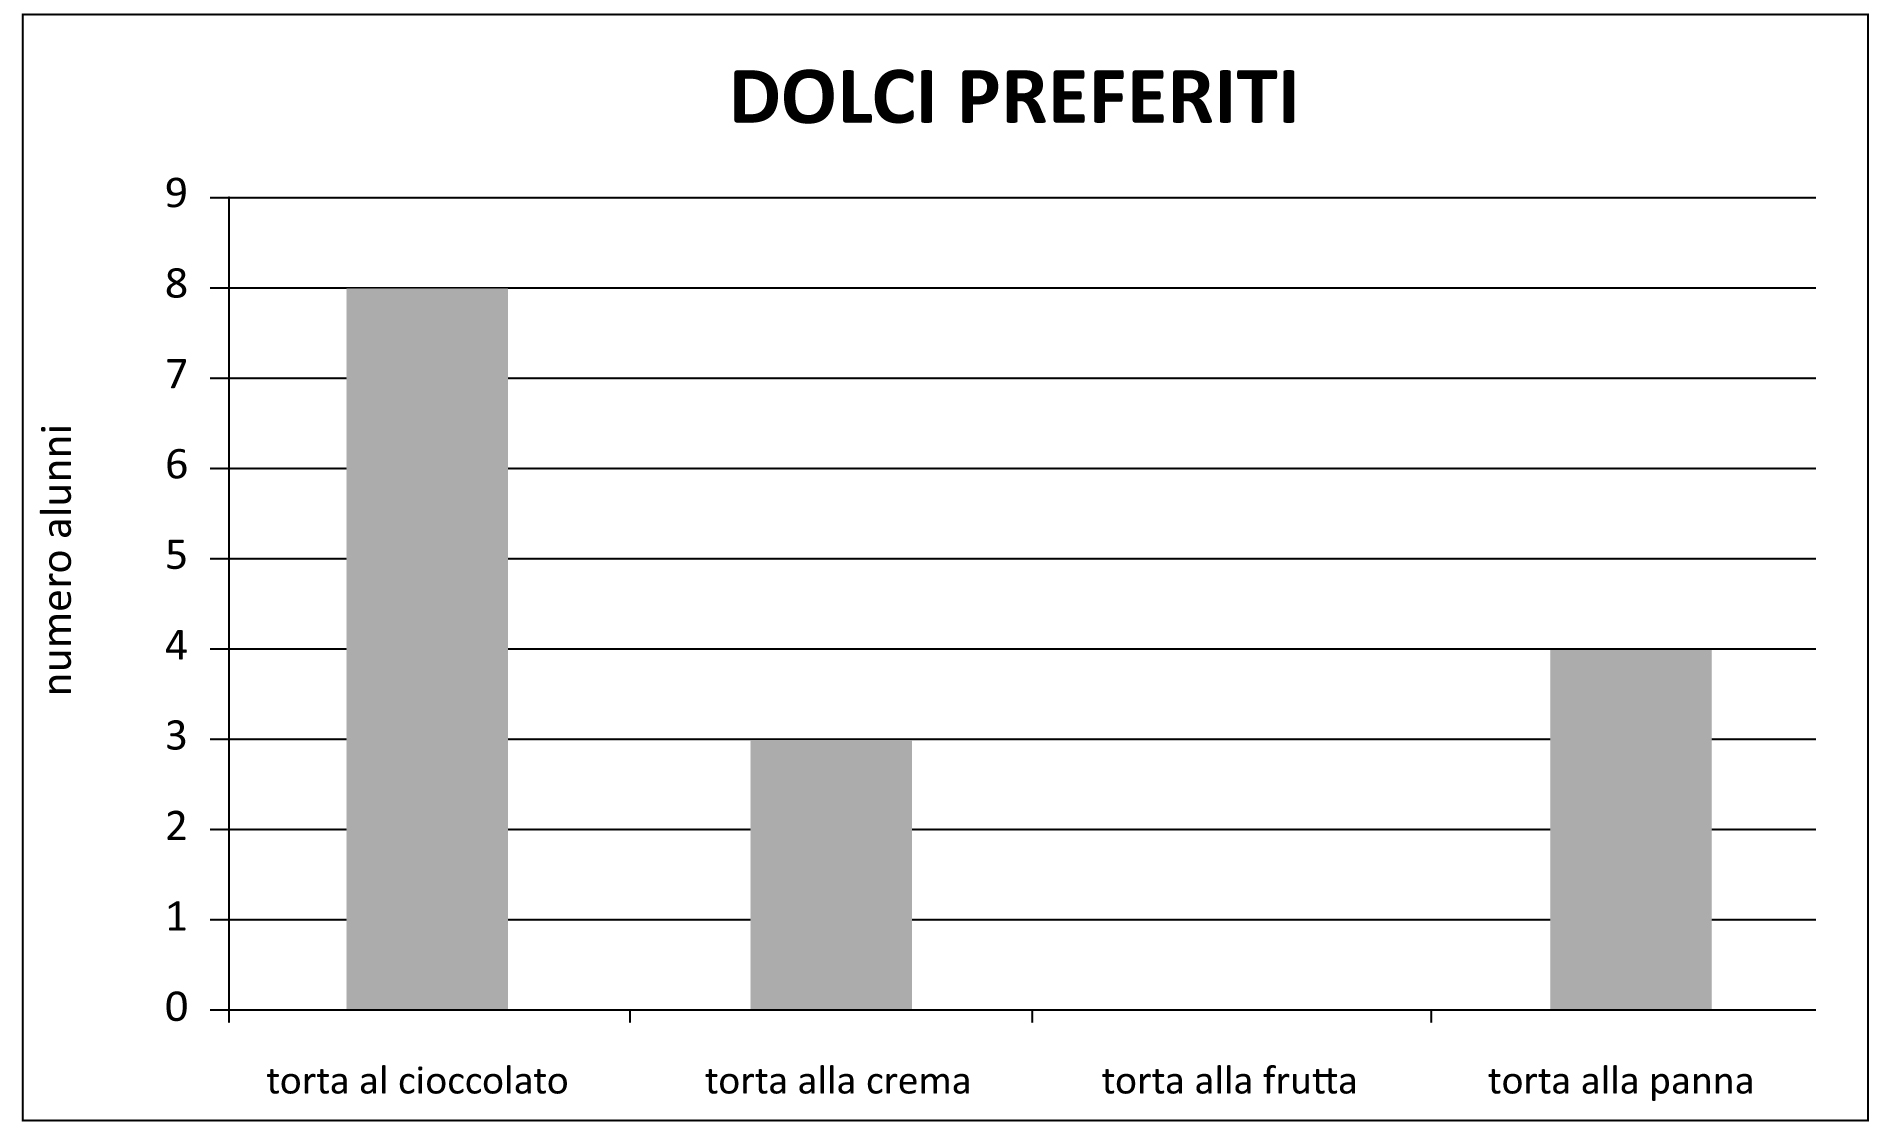 DOLCI PREFERITI
9
8
7
6
5
4
3
2
1
0
numero alunni
torta al cioccolato
torta alla crema
torta alla frutta
torta alla panna